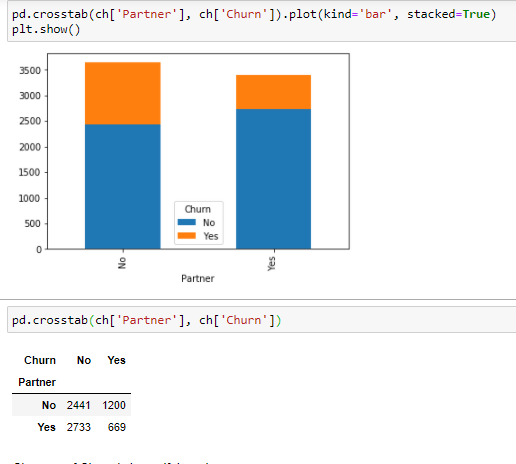 pd.crosstab(ch['Partner'], ch['Churn']).plot(kind='bar', stacked=True)
plt.show()
3500
3000
2500
2000
1500
1000
500
0
Churn
No
Yes
No
Yes
Partner
pd.crosstab(ch['Partner'], ch['Churn'])
Churn No Yes
Partner
No 2441 1200
Yes 2733 669